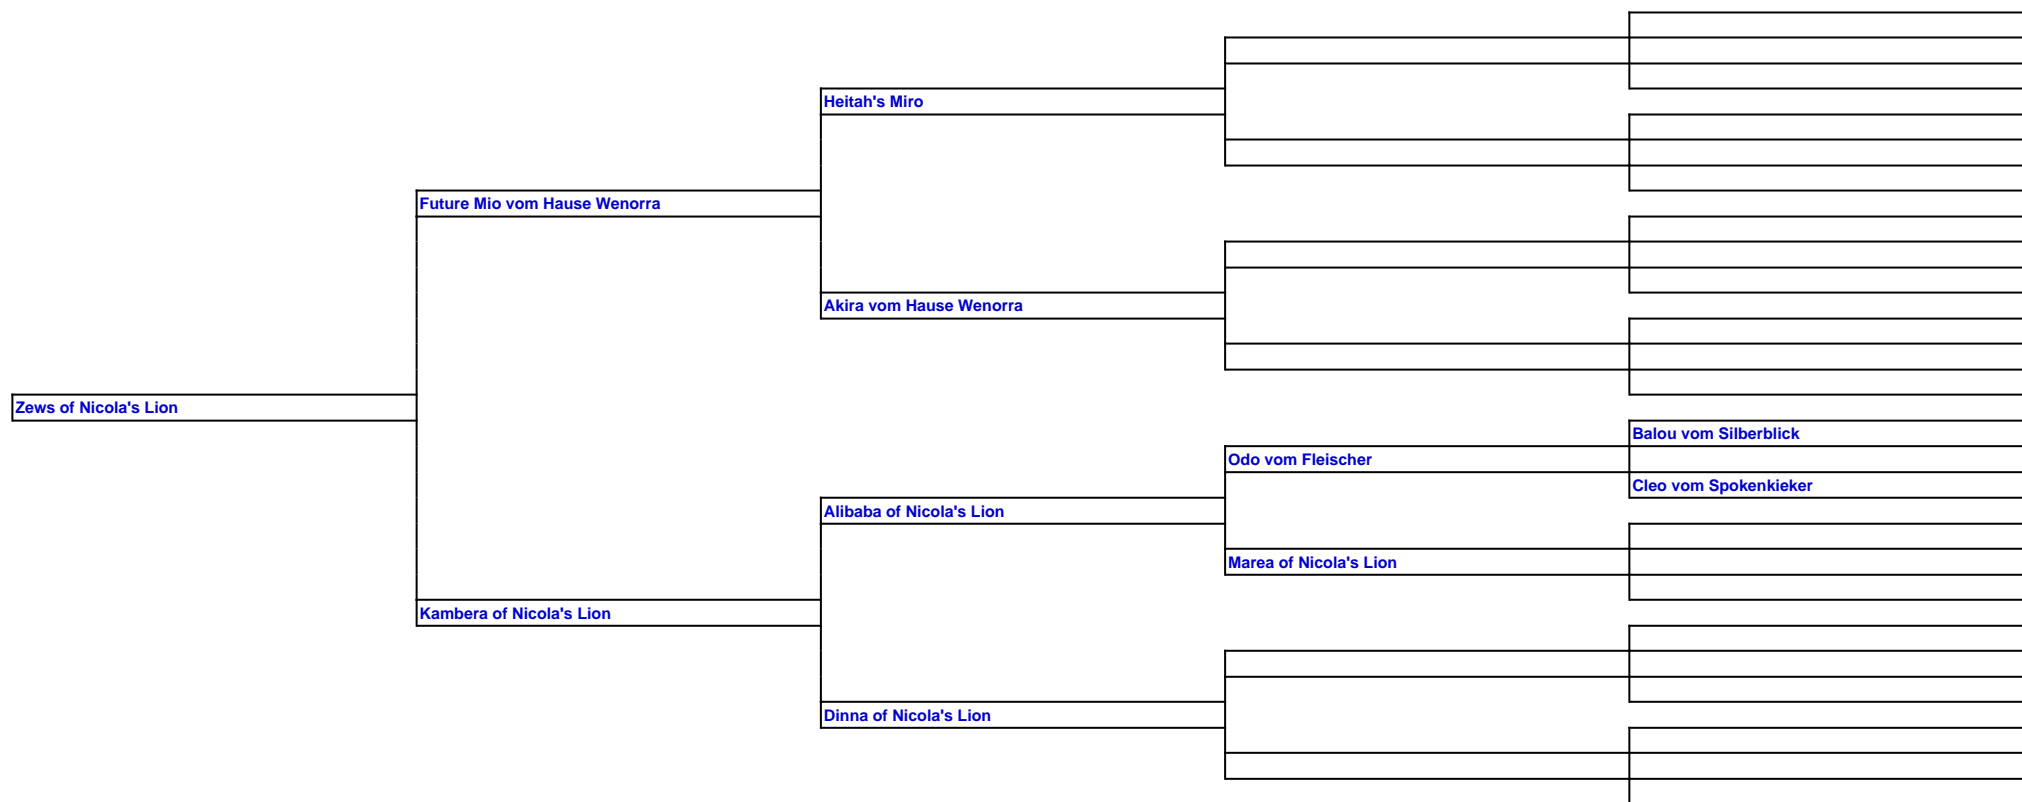 Heitah's Miro
Future Mio vom Hause Wenorra
Akira vom Hause Wenorra
Zews of Nicola's Lion
Balou vom Silberblick
Odo vom Fleischer
Cleo vom Spokenkieker
Alibaba of Nicola's Lion
Marea of Nicola's Lion
Kambera of Nicola's Lion
Dinna of Nicola's Lion